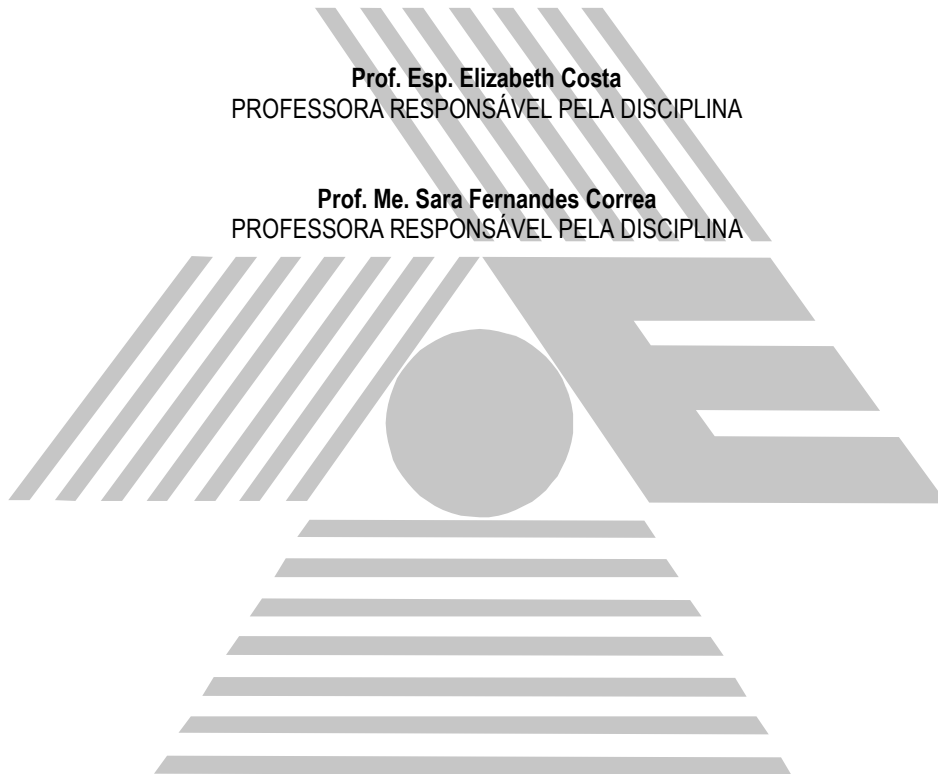 Prof. Esp. Elizabeth Costa
PROFESSORA RESPONSÁVEL PELA DISCIPLINA
Prof. Me. Sara Fernandes Correa
PROFESSORA RESPONSÁVEL PELA DISCIPLINA